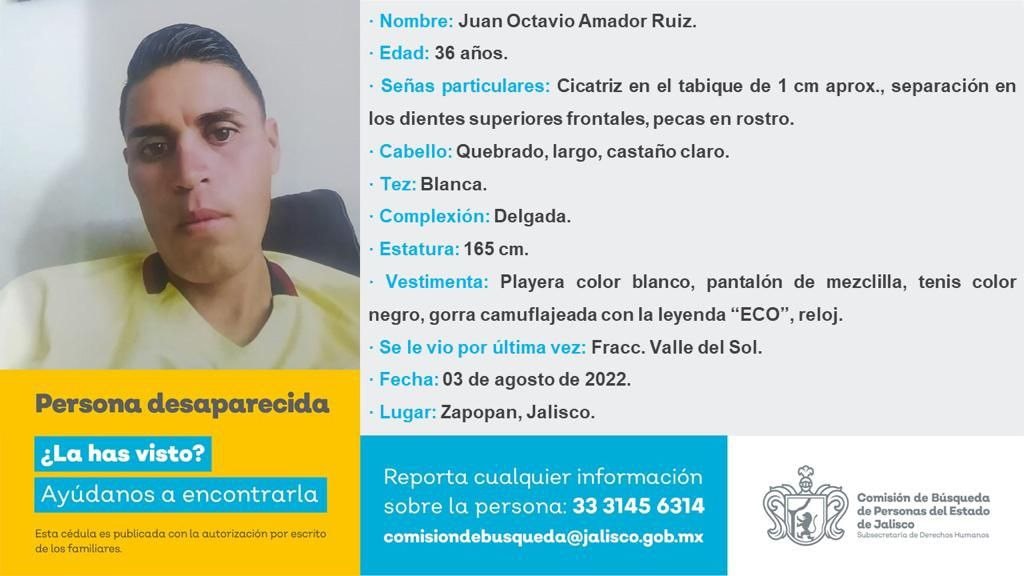 · Nombre: Juan Octavio Amador Ruiz.
· Edad: 36 años.
· Señas particulares: Cicatriz en el tabique de 1 cm aprox., separación en
los dientes superiores frontales, pecas en rostro.
· Cabello: Quebrado, largo, castaño claro.
· Tez: Blanca.
· Complexión: Delgada.
· Estatura: 165 cm.
· Vestimenta: Playera color blanco, pantalón de mezclilla, tenis color
negro, gorra camuflajeada con la leyenda “ECO”, reloj.
· Se le vio por última vez: Fracc. Valle del Sol.
· Fecha: 03 de agosto de 2022.
· Lugar: Zapopan, Jalisco.
Persona desaparecida
¿La has visto?
Ayúdanos a encontrarla
Esta cédula es publicada con la autorización por escrito
de los familiares.
Reporta cualquier información
sobre la persona: 33 3145 6314
comisiondebusqueda@jalisco.gob.mx
Comisión de Búsqueda
de Personas del Estado
de Jalisco
Subsecretaría de Derechos Humanos